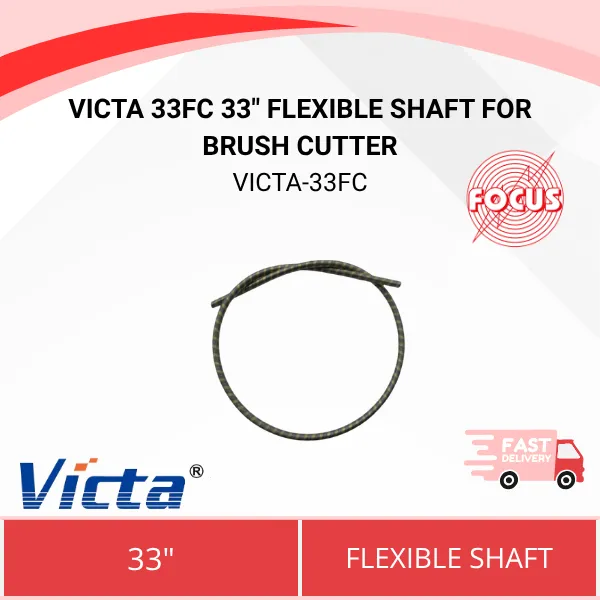 VICTA 33FC 33" FLEXIBLE SHAFT FOR
BRUSH CUTTER
VICTA-33FC
FOCUS
FAST
DELIVERY
Victa®
33"
FLEXIBLE SHAFT